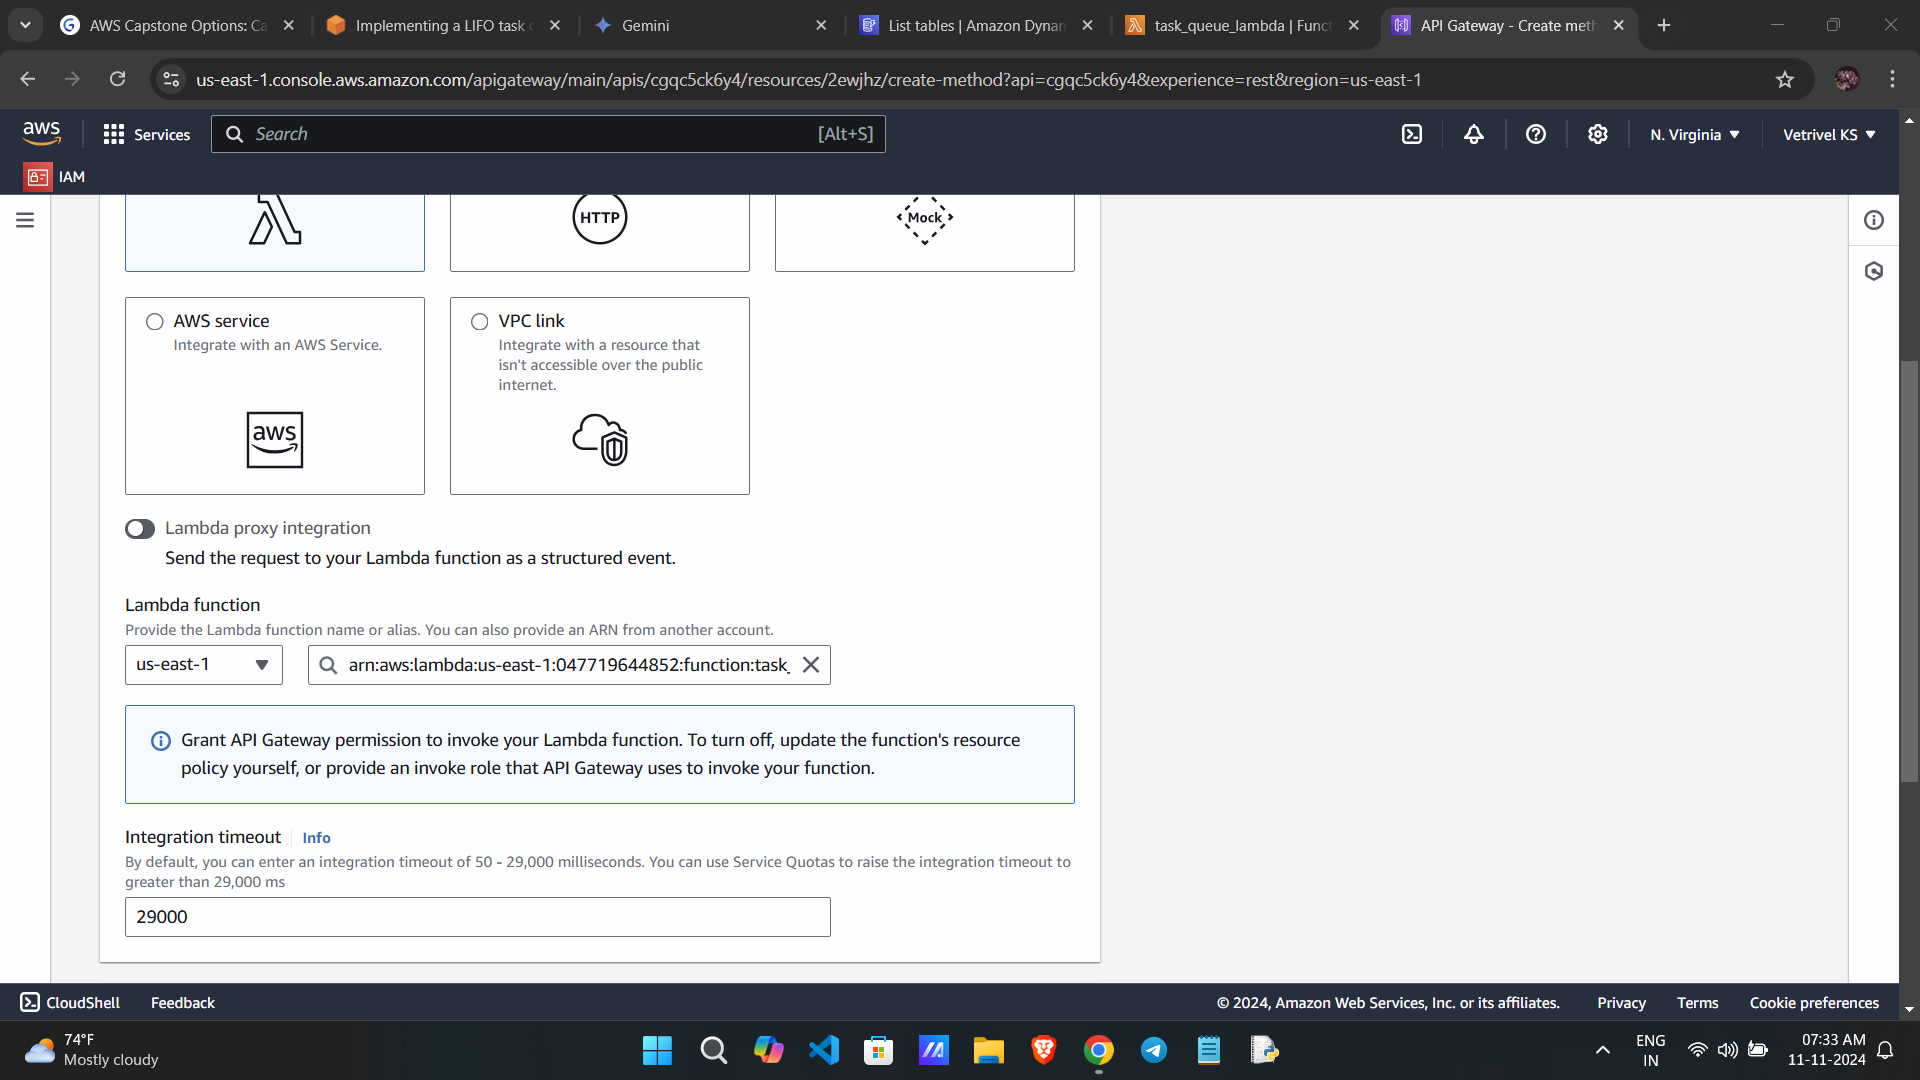 AWS Capstone Options: Ca
Implementing a LIFO task
Gemini
List tables | Amazon Dynam
task_queue_lambda | Funct
API Gateway - Create meth
us-east-1.console.aws.amazon.com/apigateway/main/apis/cgqc5ck6y4/resources/2ewjhz/create-method?api=cgqc5ck6y4&experience=rest&region=us-east-1
aws
Services
Search
[Alt+S]
N. Virginia
Vetrivel KS
IAM
HTTP
Mock
AWS service
Integrate with an AWS Service.
aws
VPC link
Integrate with a resource that
isn't accessible over the public
internet.
Lambda proxy integration
Send the request to your Lambda function as a structured event.
Lambda function
Provide the Lambda function name or alias. You can also provide an ARN from another account.
us-east-1
arn:aws:lambda:us-east-1:047719644852:function:task_
Grant API Gateway permission to invoke your Lambda function. To turn off, update the function's resource
policy yourself, or provide an invoke role that API Gateway uses to invoke your function.
Integration timeout
Info
By default, you can enter an integration timeout of 50 - 29,000 milliseconds. You can use Service Quotas to raise the integration timeout to
greater than 29,000 ms
29000
CloudShell
Feedback
© 2024, Amazon Web Services, Inc. or its affiliates.
Privacy
Terms
Cookie preferences
74°F
Mostly cloudy
ENG
IN
07:33 AM
11-11-2024